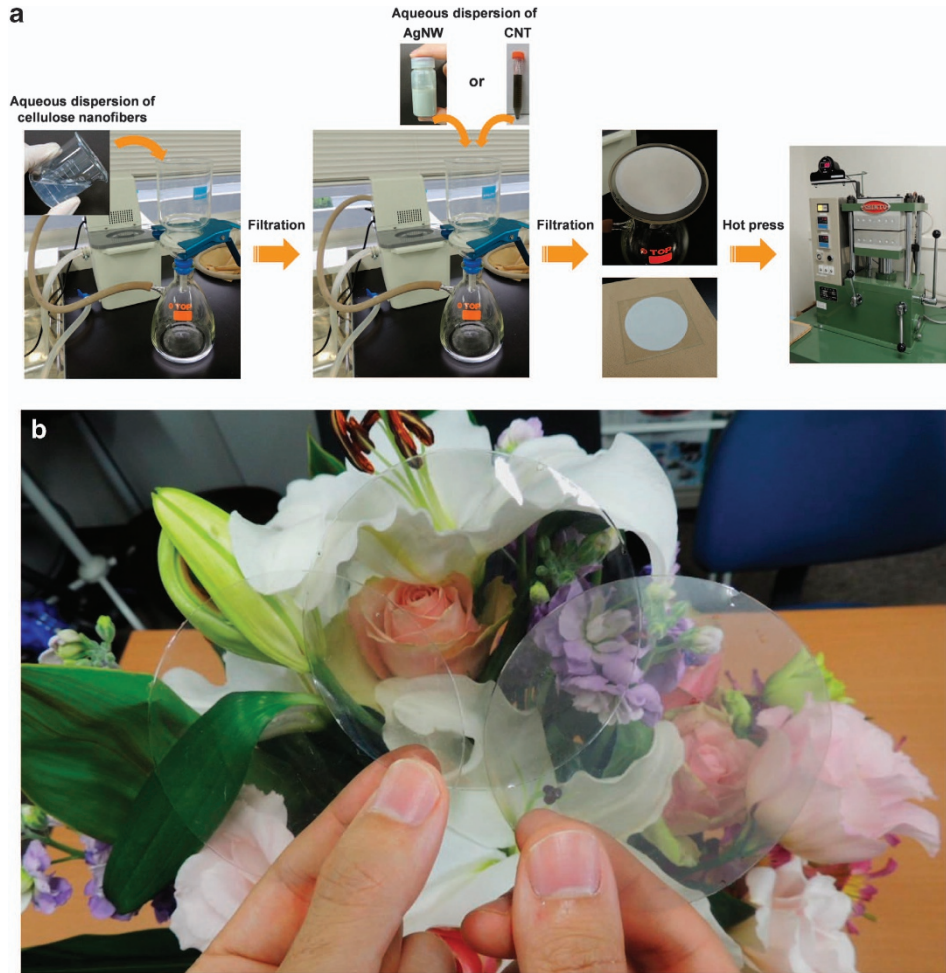 a
Aqueous dispersion of
AgNW
CNT
or
Aqueous dispersion of
cellulose nanofibers
Filtration
Filtration
Hot press
TOP
TOP
TOP
b